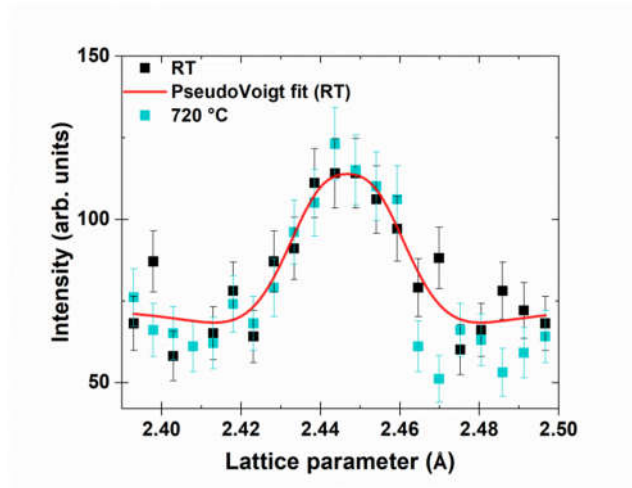 150
RT
PseudoVoigt fit (RT)
720 °C
100
50
Intensity (arb. units)
2.40 2.42 2.44 2.46 2.48 2.50
Lattice parameter (Å)